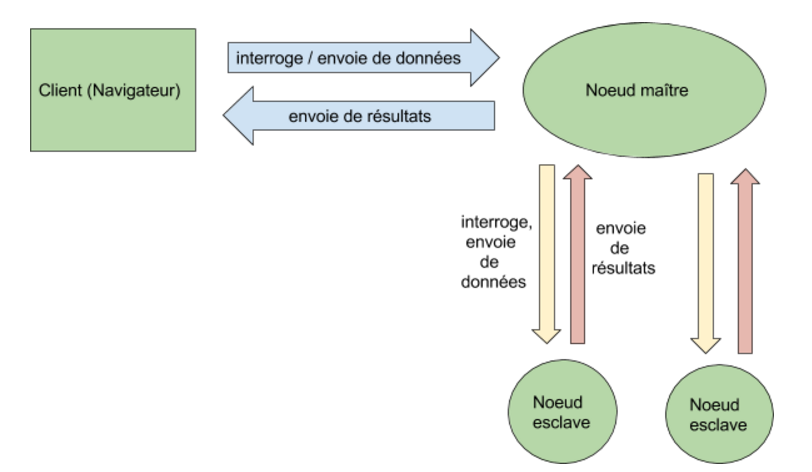 Client (Navigateur)
interroge / envoie de données
envoie de résultats
Noeud maître
interroge,
envoie
de
données
envoie
de
résultats
Noeud
esclave
Noeud
esclave